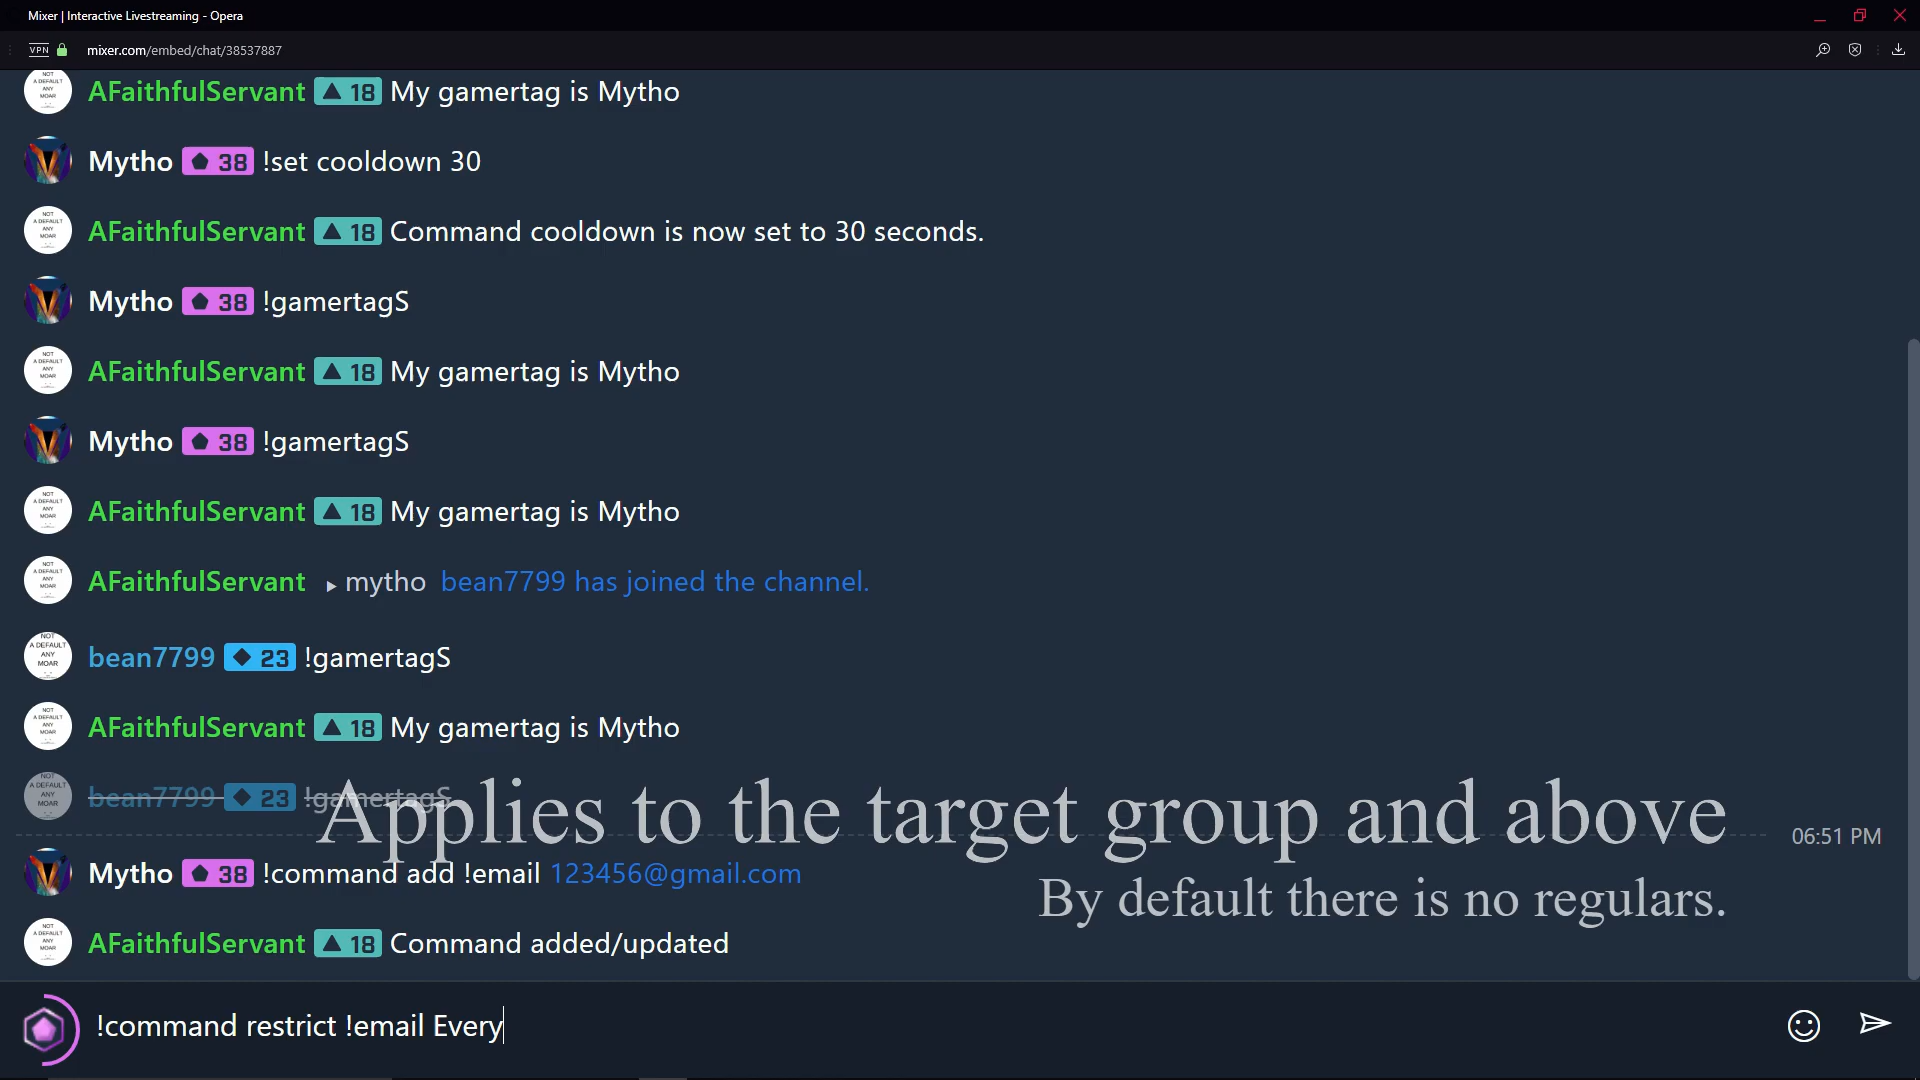 Mixer | Interactive Livestreaming - Opera
VPN mixer.com/embed/chat/38537887
AFaithfulServant 18 My gamertag is Mytho
Mytho 38 !set cooldown 30
AFaithfulServant 18 Command cooldown is now set to 30 seconds.
Mytho 38 !gamertagS
AFaithfulServant 18 My gamertag is Mytho
Mytho 38 !gamertagS
AFaithfulServant 18 My gamertag is Mytho
AFaithfulServant ▸ mytho bean7799 has joined the channel.
bean7799 23 !gamertagS
AFaithfulServant 18 My gamertag is Mytho
bean7799 23 !gamertagS
Applies to the target group and above
06:51 PM
Mytho 38 !command add !email 123456@gmail.com
By default there is no regulars.
AFaithfulServant 18 Command added/updated
!command restrict !email Every